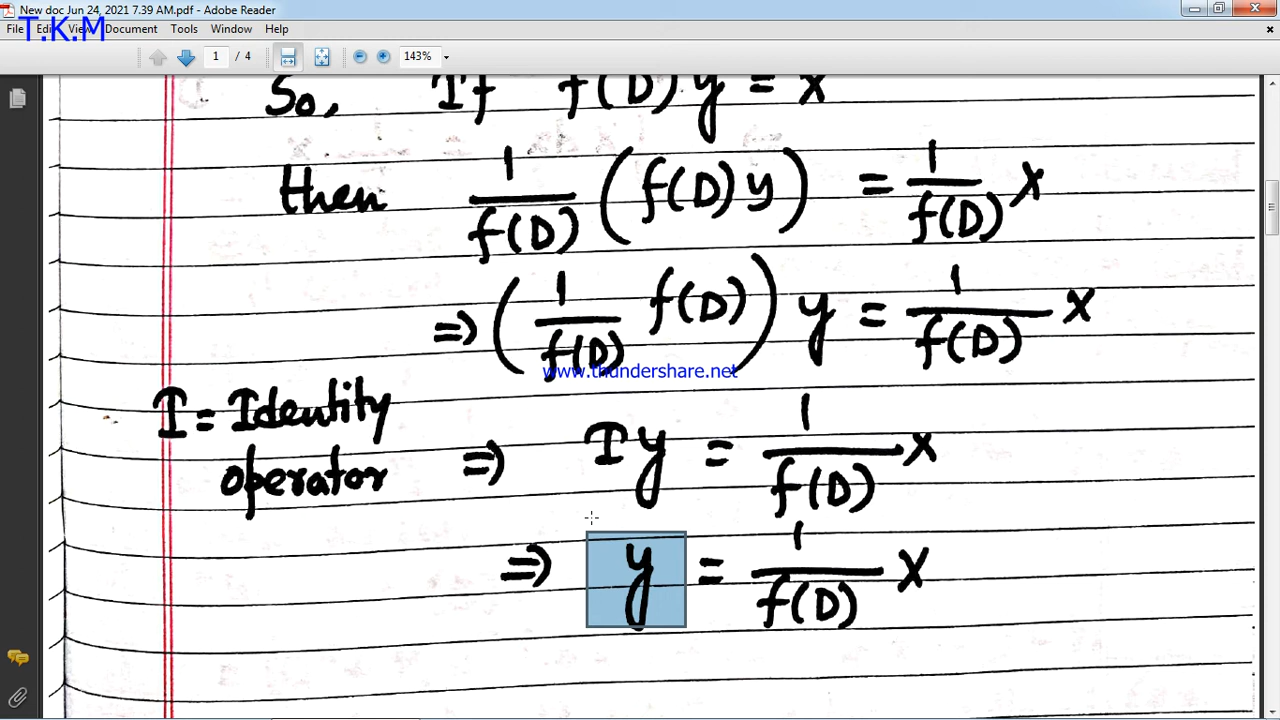 New doc Jun 24, 2021 7.39 AM.pdf - Adobe Reader
T.K.M
File Edit View Document Tools Window Help
1 / 4 143%
So, If f(D) y = X
then 1/f(D) (f(D) y) = 1/f(D) X
=> (1/f(D) f(D)) y = 1/f(D) X
www.thundershare.net
I = Identity
operator => I y = 1/f(D) X
=> y = 1/f(D) X